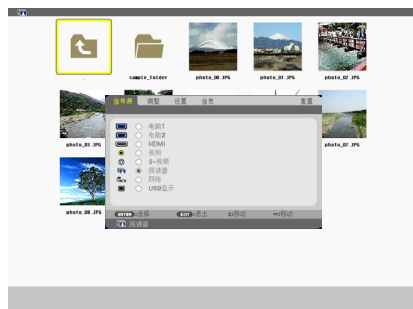 ..
sample_folder
photo_00.JPG
photo_01.JPG
photo_02.JPG
photo_03.JPG
photo_07.JPG
photo_08.JPG
信号源 调整 设置 信息 重置
电脑1
电脑2
HDMI
视频
S-视频
阅读器
网络
USB显示
ENTER :选择 EXIT :退出 :移动 :移动
阅读器